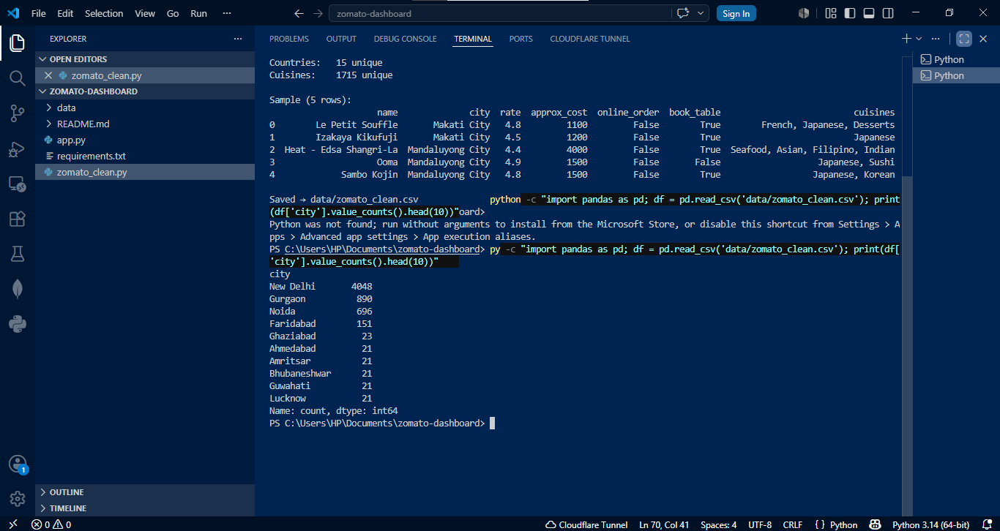 File Edit Selection View Go Run ··· zomato-dashboard Sign In
EXPLORER ···
OPEN EDITORS
zomato_clean.py
ZOMATO-DASHBOARD
data
README.md
app.py
requirements.txt
zomato_clean.py
OUTLINE
TIMELINE
1
PROBLEMS OUTPUT DEBUG CONSOLE TERMINAL PORTS CLOUDFLARE TUNNEL
Countries: 15 unique
Cuisines: 1715 unique
Sample (5 rows):
name city rate approx_cost online_order book_table cuisines
0 Le Petit Souffle Makati City 4.8 1100 False True French, Japanese, Desserts
1 Izakaya Kikufuji Makati City 4.5 1200 False True Japanese
2 Heat - Edsa Shangri-La Mandaluyong City 4.4 4000 False True Seafood, Asian, Filipino, Indian
3 Ooma Mandaluyong City 4.9 1500 False False Japanese, Sushi
4 Sambo Kojin Mandaluyong City 4.8 1500 False True Japanese, Korean
Saved → data/zomato_clean.csv python -c "import pandas as pd; df = pd.read_csv('data/zomato_clean.csv'); print
(df['city'].value_counts().head(10))"oard>
Python was not found; run without arguments to install from the Microsoft Store, or disable this shortcut from Settings > A
pps > Advanced app settings > App execution aliases.
PS C:\Users\HP\Documents\zomato-dashboard> py -c "import pandas as pd; df = pd.read_csv('data/zomato_clean.csv'); print(df[
'city'].value_counts().head(10))"
city
New Delhi 4048
Gurgaon 890
Noida 696
Faridabad 151
Ghaziabad 23
Ahmedabad 21
Amritsar 21
Bhubaneshwar 21
Guwahati 21
Lucknow 21
Name: count, dtype: int64
PS C:\Users\HP\Documents\zomato-dashboard>
Python
Python
0 0 Cloudflare Tunnel Ln 70, Col 41 Spaces: 4 UTF-8 CRLF { } Python Python 3.14 (64-bit)